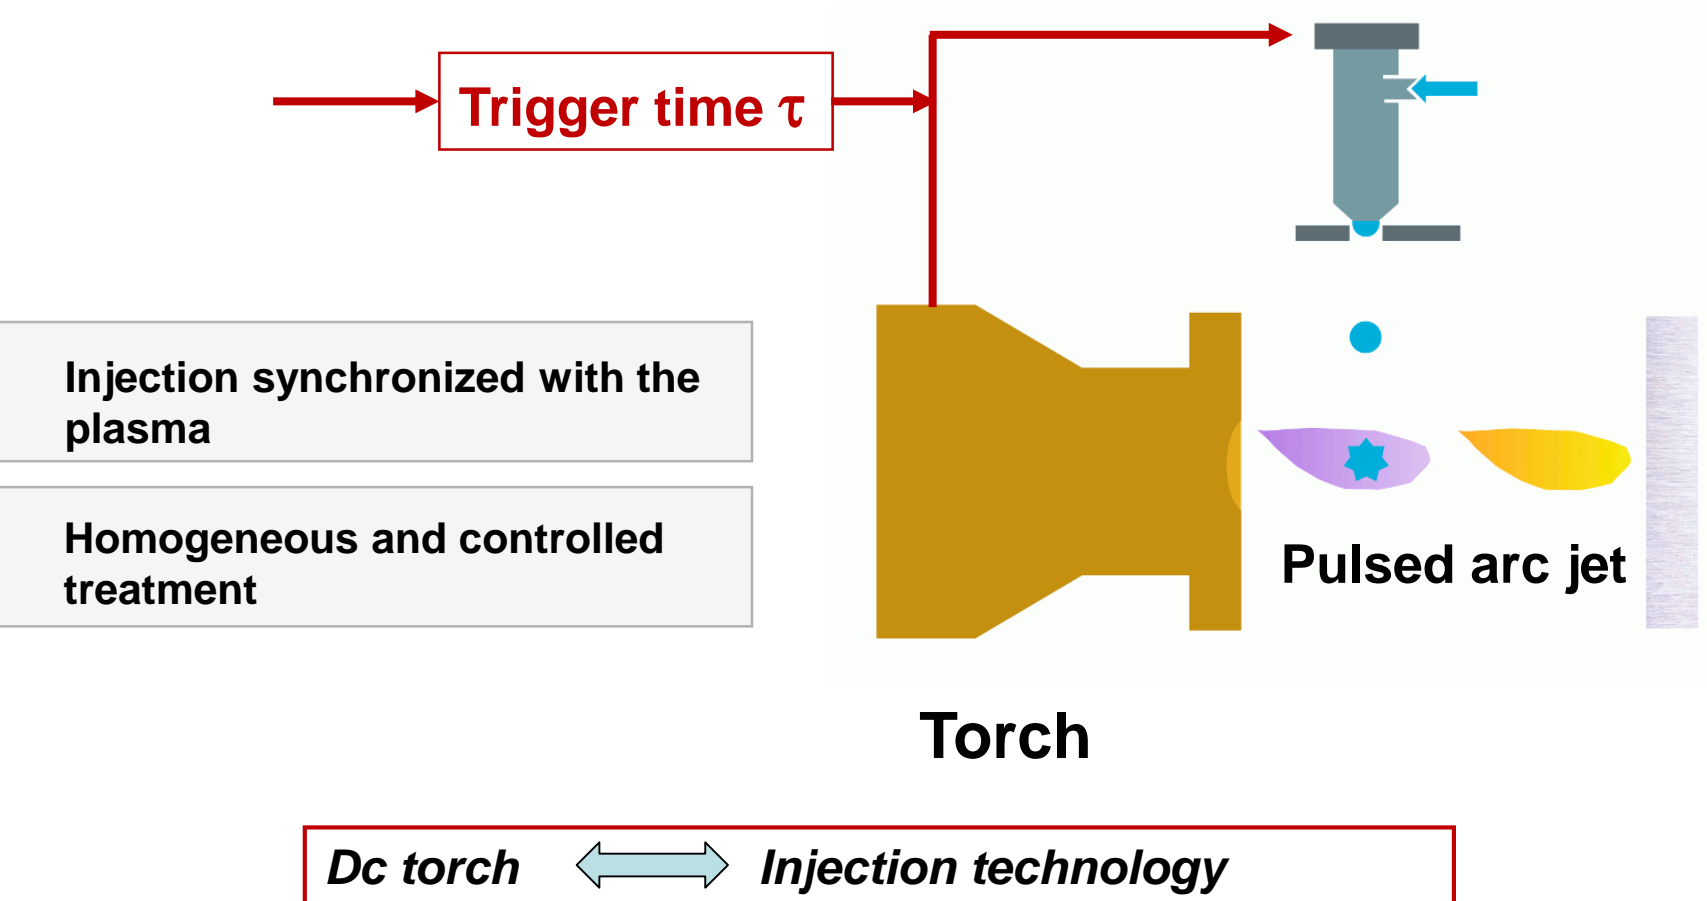 Trigger time τ
Injection synchronized with the
plasma
Homogeneous and controlled
treatment
Pulsed arc jet
Torch
Dc torch Injection technology